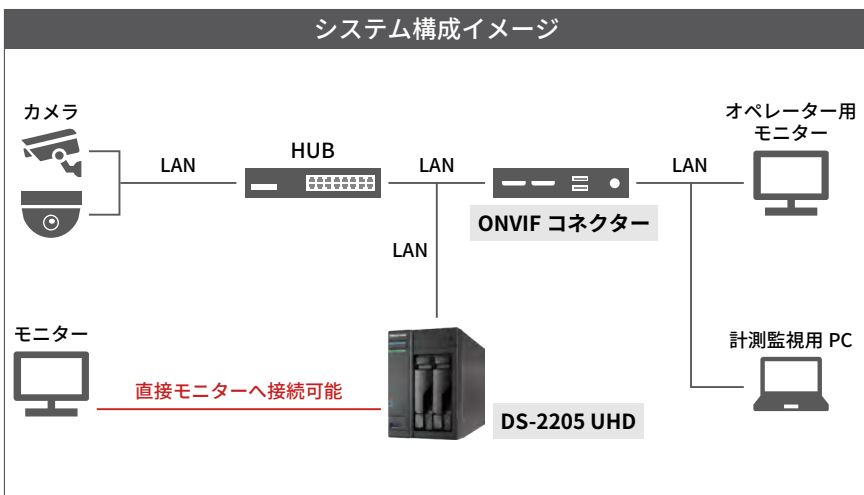 システム構成イメージ
カメラ
LAN
HUB
LAN
LAN
オペレーター用
モニター
ONVIF コネクター
LAN
モニター
直接モニターへ接続可能
DS-2205 UHD
計測監視用 PC